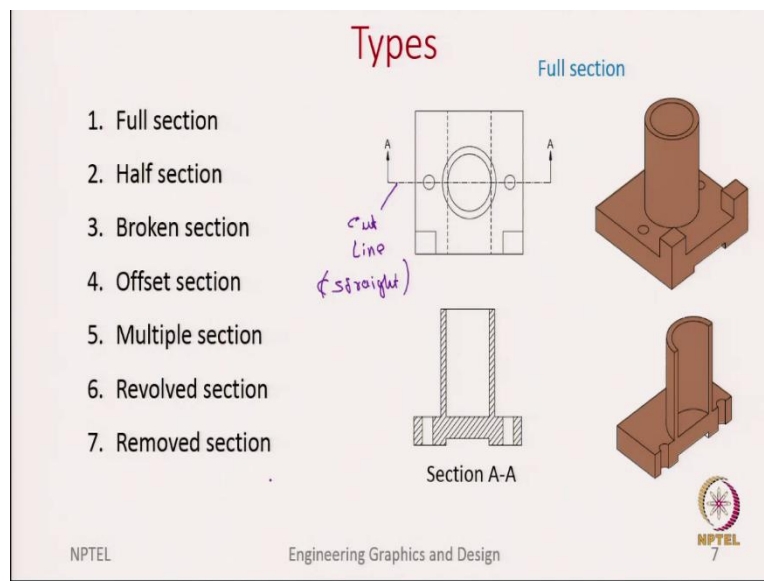 Types
Full section
1. Full section
2. Half section
3. Broken section
4. Offset section
5. Multiple section
6. Revolved section
7. Removed section
A
A
cut
Line
(straight)
Section A-A
NPTEL
NPTEL
Engineering Graphics and Design
7